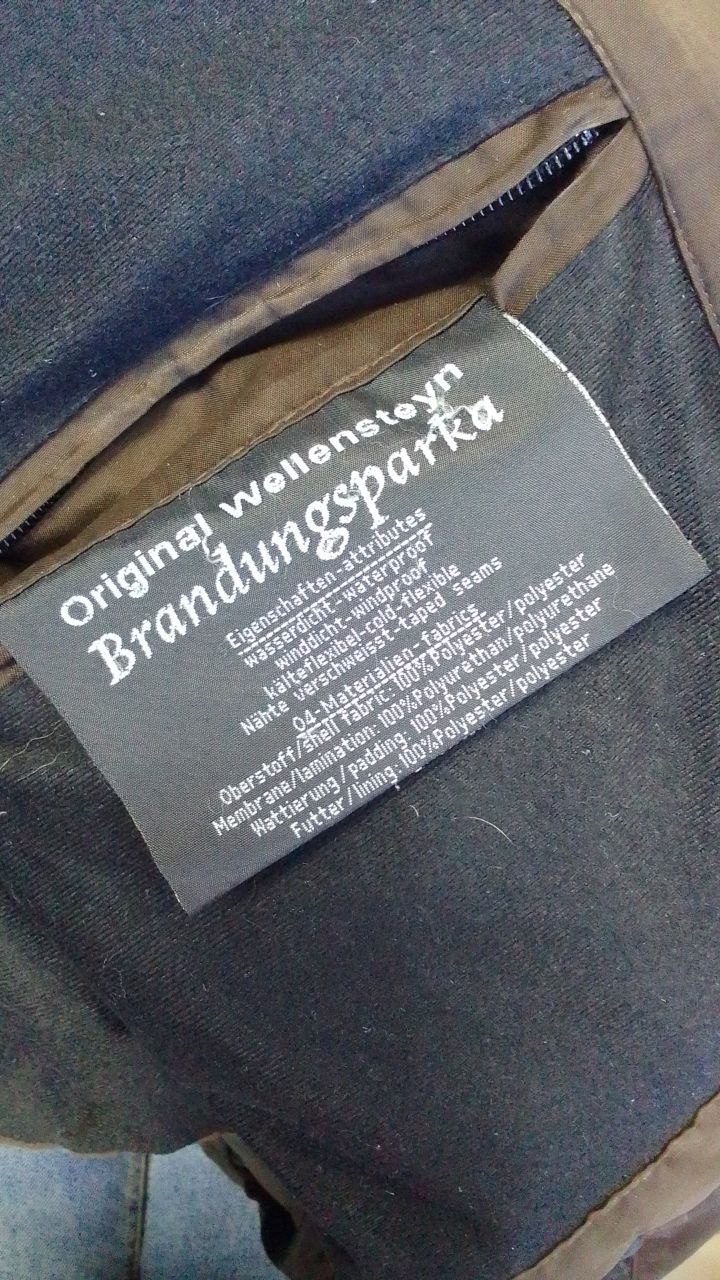 Original Wellensteyn
Brandungsparka
Eigenschaften-attributes
wasserdicht-waterproof
winddicht-windproof
kälteflexibel-cold-flexible
Nähte verschweisst-taped seams
04-Materialien-fabrics
Oberstoff/shell fabric:100%Polyester/polyester
Membrane/lamination:100%Polyurethan/polyurethane
Wattierung/padding: 100%Polyester/polyester
Futter/lining:100%Polyester/polyester